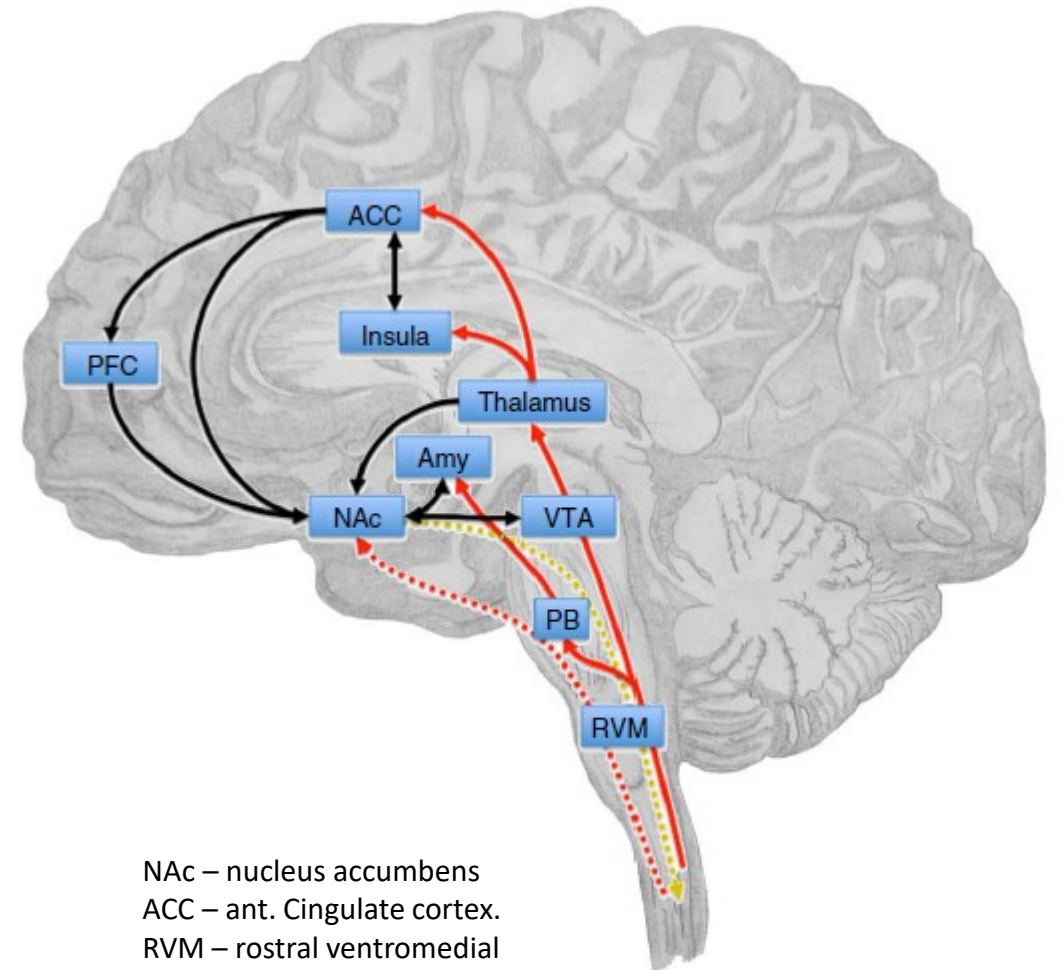 ACC
Insula
PFC
Thalamus
Amy
NAc
VTA
PB
RVM
NAc – nucleus accumbens
ACC – ant. Cingulate cortex.
RVM – rostral ventromedial